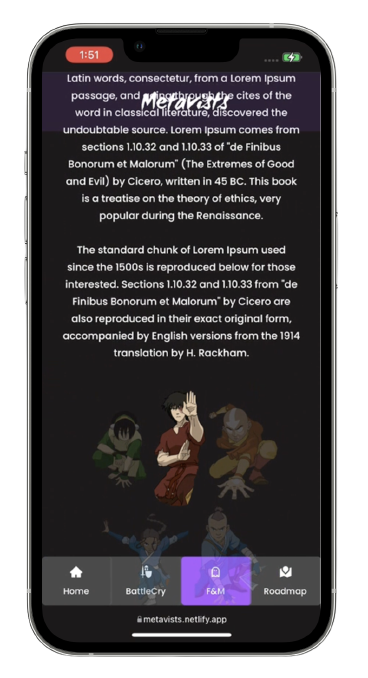 1:51
Latin words, consectetur, from a Lorem Ipsum
passage, and going through the cites of the
Metavists
word in classical literature, discovered the
undoubtable source. Lorem Ipsum comes from
sections 1.10.32 and 1.10.33 of "de Finibus
Bonorum et Malorum" (The Extremes of Good
and Evil) by Cicero, written in 45 BC. This book
is a treatise on the theory of ethics, very
popular during the Renaissance.
The standard chunk of Lorem Ipsum used
since the 1500s is reproduced below for those
interested. Sections 1.10.32 and 1.10.33 from "de
Finibus Bonorum et Malorum" by Cicero are
also reproduced in their exact original form,
accompanied by English versions from the 1914
translation by H. Rackham.
Home BattleCry F&M Roadmap
metavists.netlify.app